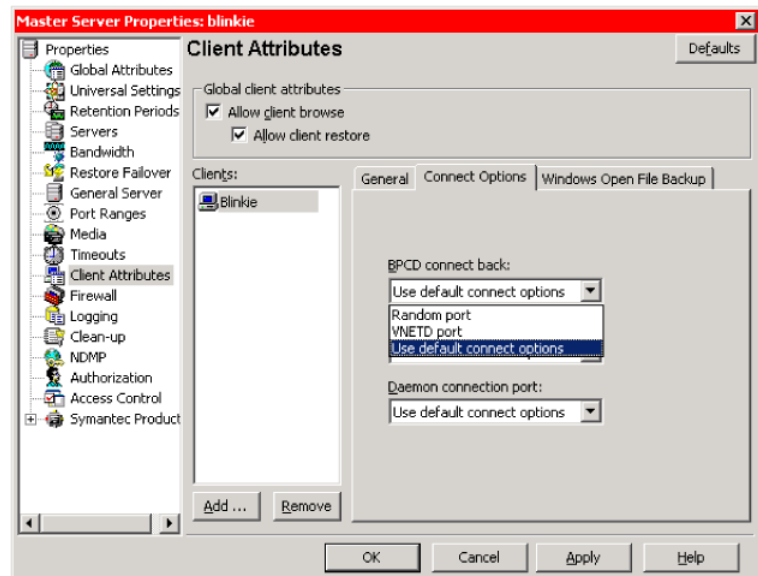 Master Server Properties: blinkie
Properties
Global Attributes
Universal Settings
Retention Periods
Servers
Bandwidth
Restore Failover
General Server
Port Ranges
Media
Timeouts
Client Attributes
Firewall
Logging
Clean-up
NDMP
Authorization
Access Control
Symantec Product
Client Attributes
Defaults
Global client attributes
Allow client browse
Allow client restore
Clients:
Blinkie
Add ...
Remove
General
Connect Options
Windows Open File Backup
BPCD connect back:
Use default connect options
Random port
VNETD port
Use default connect options
Daemon connection port:
Use default connect options
OK
Cancel
Apply
Help